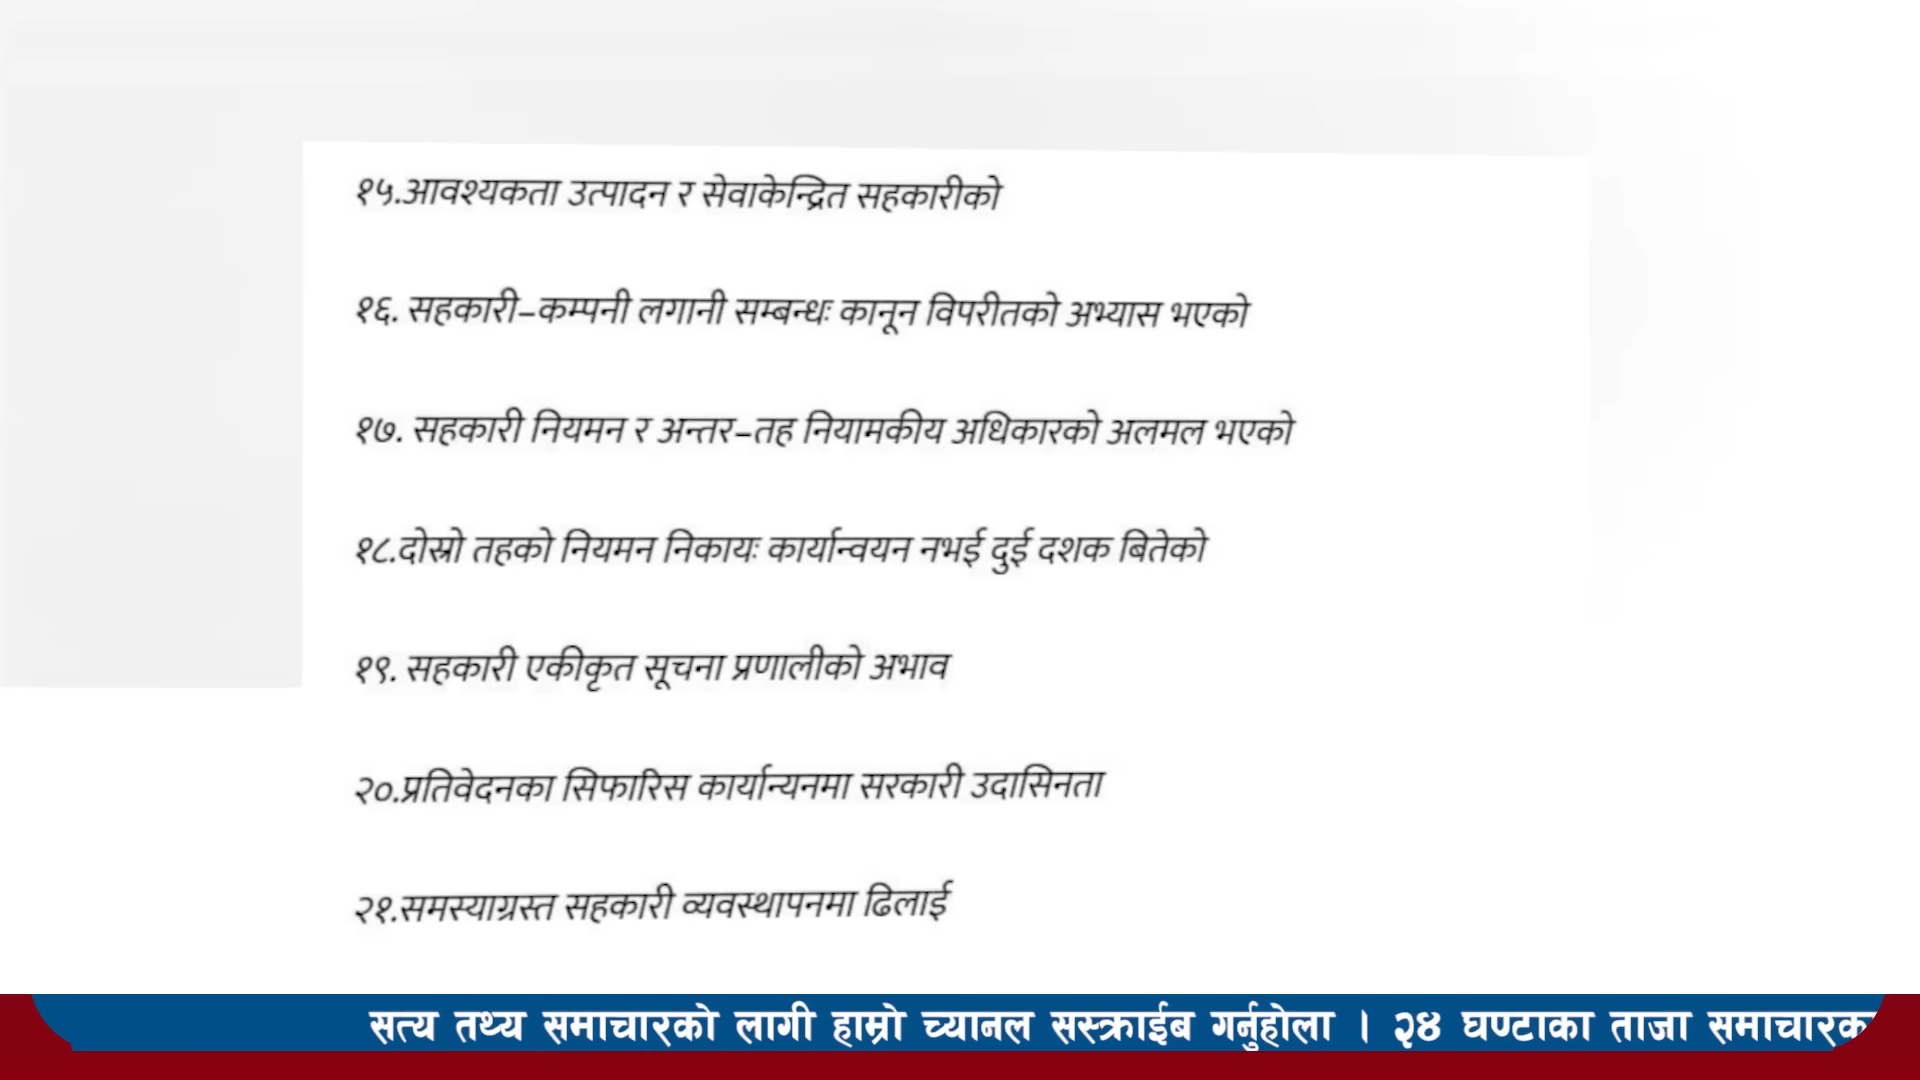 १५.आवश्यकता उत्पादन र सेवाकेन्द्रित सहकारीको
१६. सहकारी–कम्पनी लगानी सम्बन्धः कानून विपरीतको अभ्यास भएको
१७. सहकारी नियमन र अन्तर–तह नियामकीय अधिकारको अलमल भएको
१८.दोस्रो तहको नियमन निकायः कार्यान्वयन नभई दुई दशक बितेको
१९. सहकारी एकीकृत सूचना प्रणालीको अभाव
२०.प्रतिवेदनका सिफारिस कार्यान्यनमा सरकारी उदासिनता
२१.समस्याग्रस्त सहकारी व्यवस्थापनमा ढिलाई
सत्य तथ्य समाचारको लागी हाम्रो च्यानल सस्क्राईब गर्नुहोला । २४ घण्टाका ताजा समाचारक